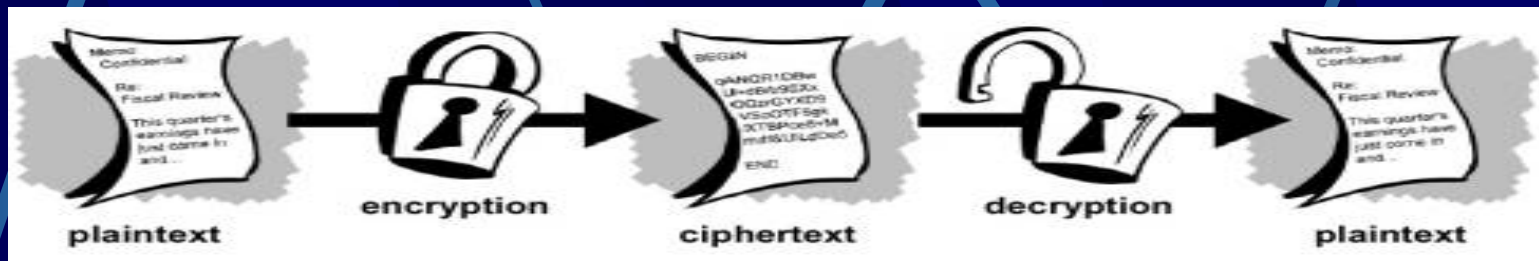 Memo:
Confidential:
Re:
Fiscal Review
This quarter's
earnings have
just come in
and...
plaintext
encryption
BEGIN
END
ciphertext
decryption
Memo:
Confidential:
Re:
Fiscal Review
This quarter's
earnings have
just come in
and...
plaintext